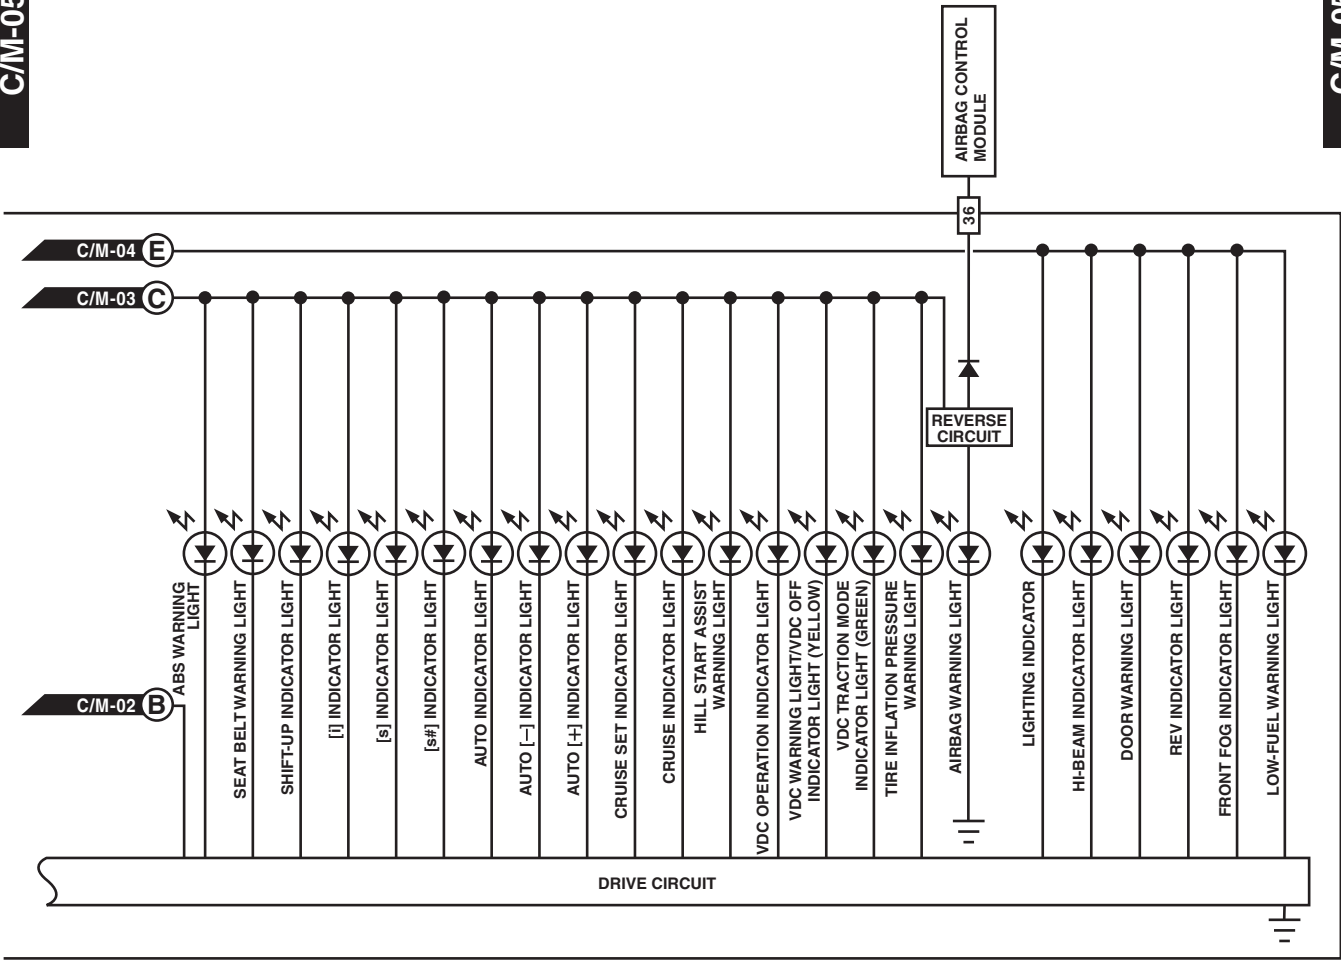 C/M-05
C/M-05
AIRBAG CONTROL
MODULE
36
C/M-04 E
C/M-03 C
REVERSE
CIRCUIT
C/M-02 B
ABS WARNING
LIGHT
SEAT BELT WARNING LIGHT
SHIFT-UP INDICATOR LIGHT
[i] INDICATOR LIGHT
[s] INDICATOR LIGHT
[s#] INDICATOR LIGHT
AUTO INDICATOR LIGHT
AUTO [−] INDICATOR LIGHT
AUTO [+] INDICATOR LIGHT
CRUISE SET INDICATOR LIGHT
CRUISE INDICATOR LIGHT
HILL START ASSIST
WARNING LIGHT
VDC OPERATION INDICATOR LIGHT
VDC WARNING LIGHT/VDC OFF
INDICATOR LIGHT (YELLOW)
VDC TRACTION MODE
INDICATOR LIGHT (GREEN)
TIRE INFLATION PRESSURE
WARNING LIGHT
AIRBAG WARNING LIGHT
LIGHTING INDICATOR
HI-BEAM INDICATOR LIGHT
DOOR WARNING LIGHT
REV INDICATOR LIGHT
FRONT FOG INDICATOR LIGHT
LOW-FUEL WARNING LIGHT
DRIVE CIRCUIT